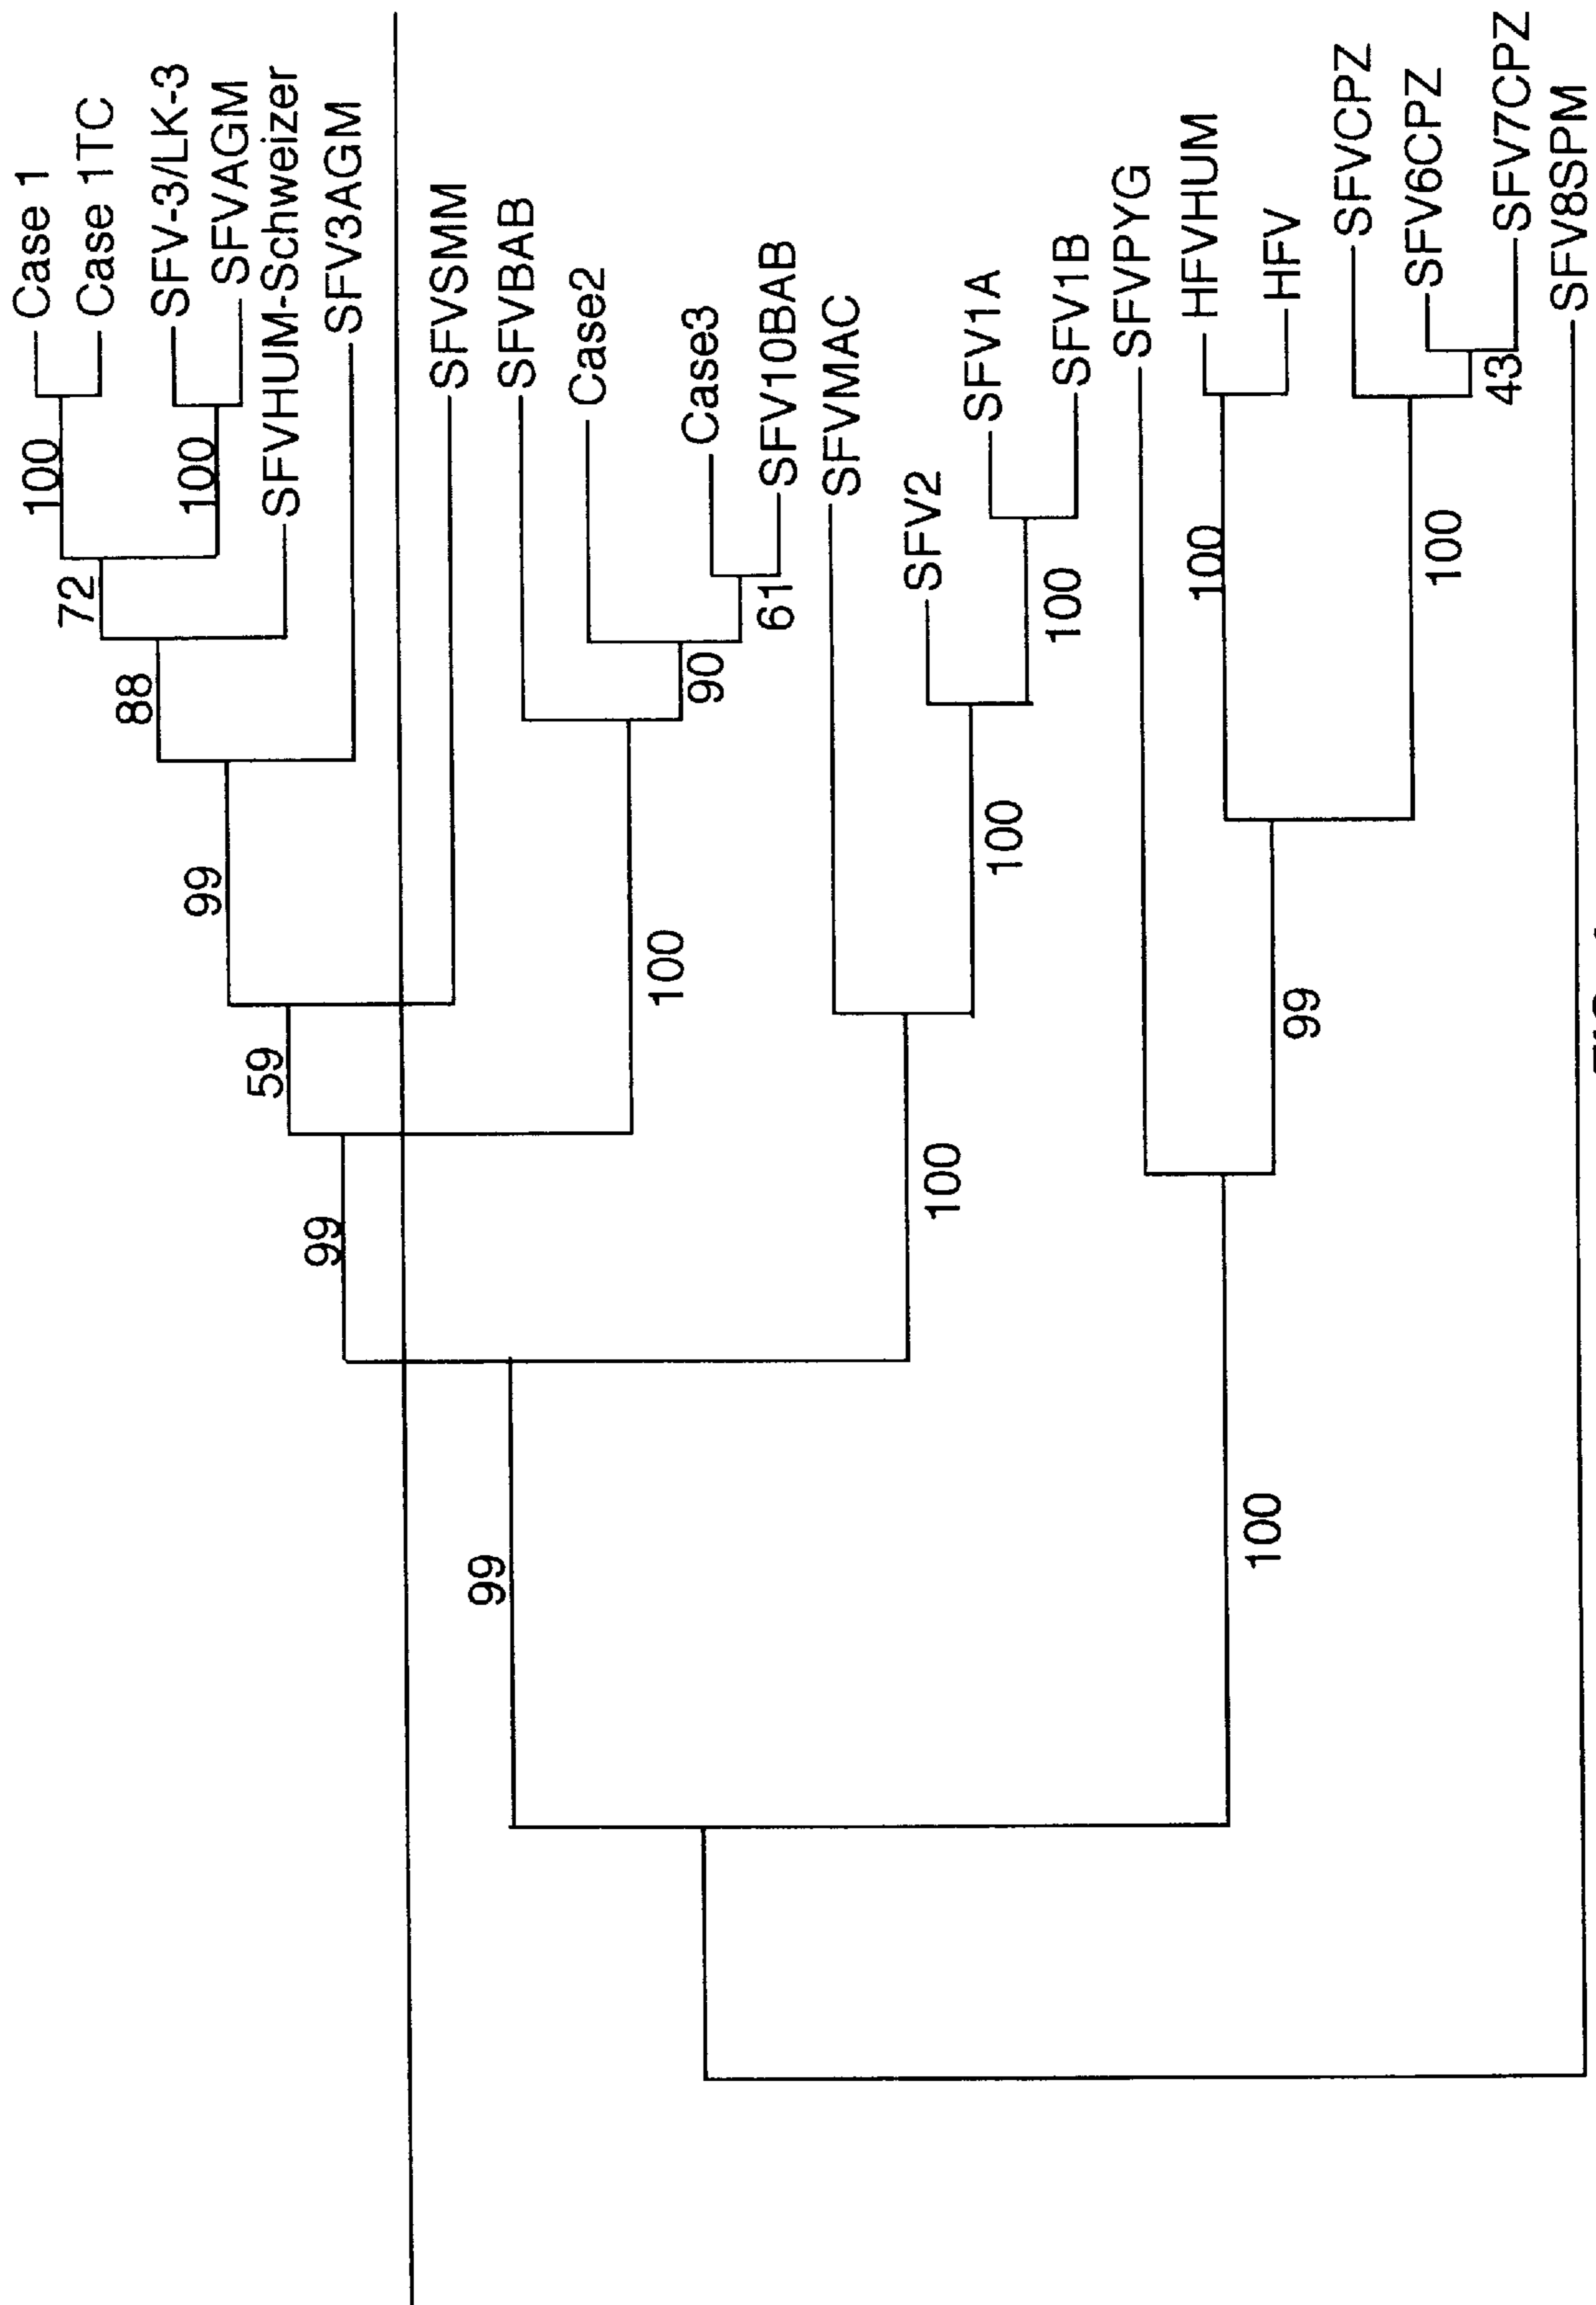 Case 1
Case 1TC
SFV-3/LK-3
SFVAGM
SFVHUM-Schweizer
SFV3AGM
SFVSMM
SFVBAB
Case2
Case3
SFV10BAB
SFVMAC
SFV2
SFV1A
SFV1B
SFVPYG
HFVHUM
HFV
SFVCPZ
SFV6CPZ
SFV7CPZ
SFV8SPM
100
100
72
88
99
59
99
99
61
90
100
100
100
100
100
100
43
100
99
100